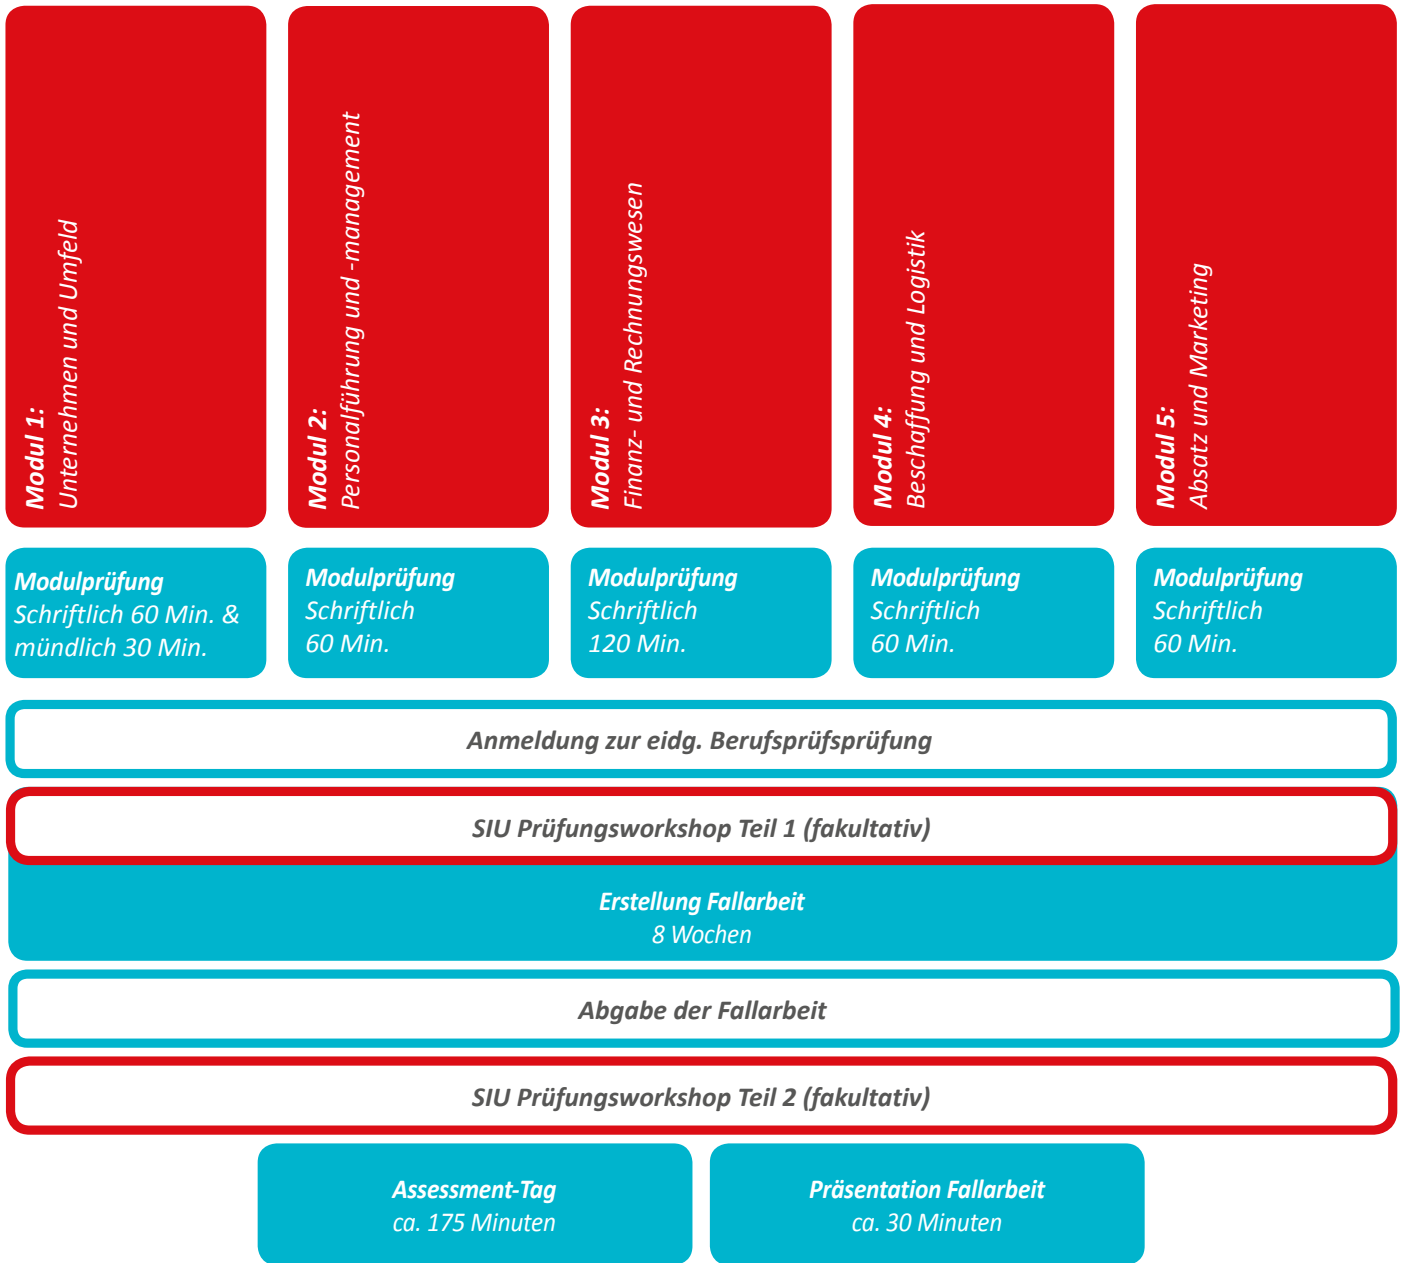 Modul 1:
Unternehmen und Umfeld
Modul 2:
Personalführung und -management
Modul 3:
Finanz- und Rechnungswesen
Modul 4:
Beschaffung und Logistik
Modul 5:
Absatz und Marketing
Modulprüfung
Schriftlich 60 Min. &
mündlich 30 Min.
Modulprüfung
Schriftlich
60 Min.
Modulprüfung
Schriftlich
120 Min.
Modulprüfung
Schriftlich
60 Min.
Modulprüfung
Schriftlich
60 Min.
Anmeldung zur eidg. Berufsprüfsprüfung
SIU Prüfungsworkshop Teil 1 (fakultativ)
Erstellung Fallarbeit
8 Wochen
Abgabe der Fallarbeit
SIU Prüfungsworkshop Teil 2 (fakultativ)
Assessment-Tag
ca. 175 Minuten
Präsentation Fallarbeit
ca. 30 Minuten